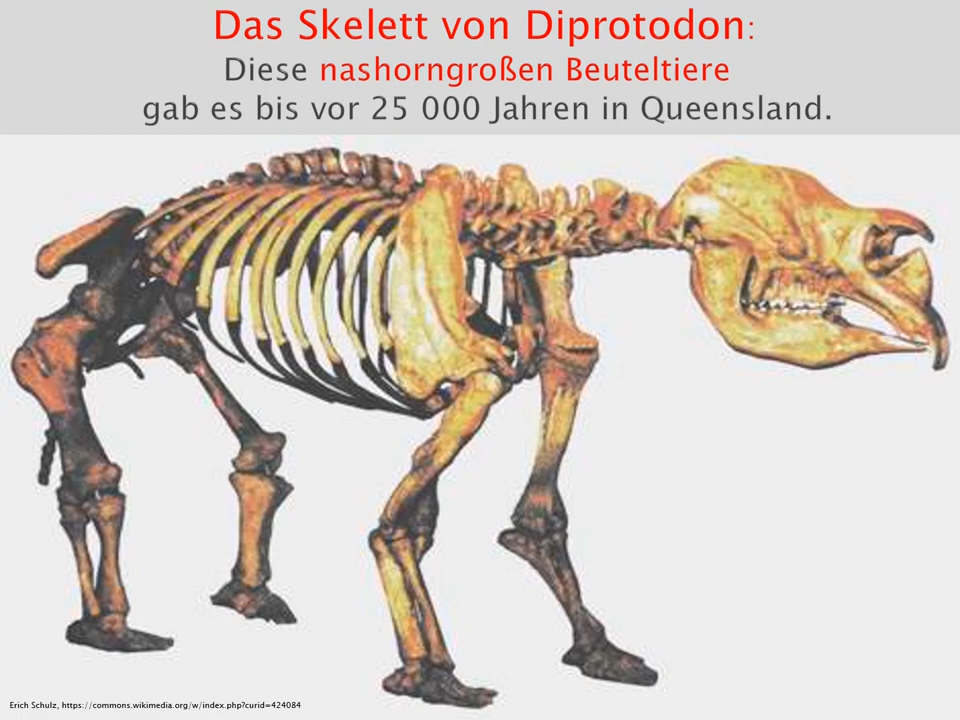 Das Skelett von Diprotodon:
Diese nashorngroßen Beuteltiere
gab es bis vor 25 000 Jahren in Queensland.
Erich Schulz, https://commons.wikimedia.org/w/index.php?curid=424084